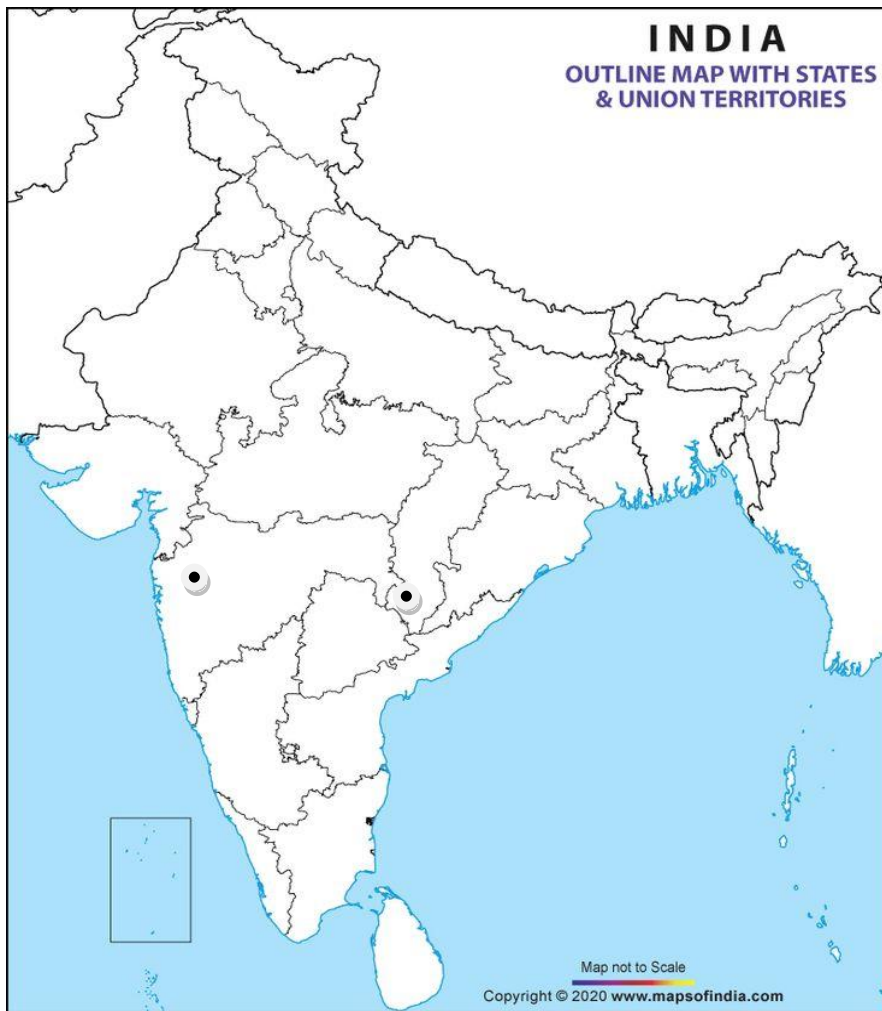 INDIA
OUTLINE MAP WITH STATES
& UNION TERRITORIES
Map not to Scale
Copyright © 2020 www.mapsofindia.com